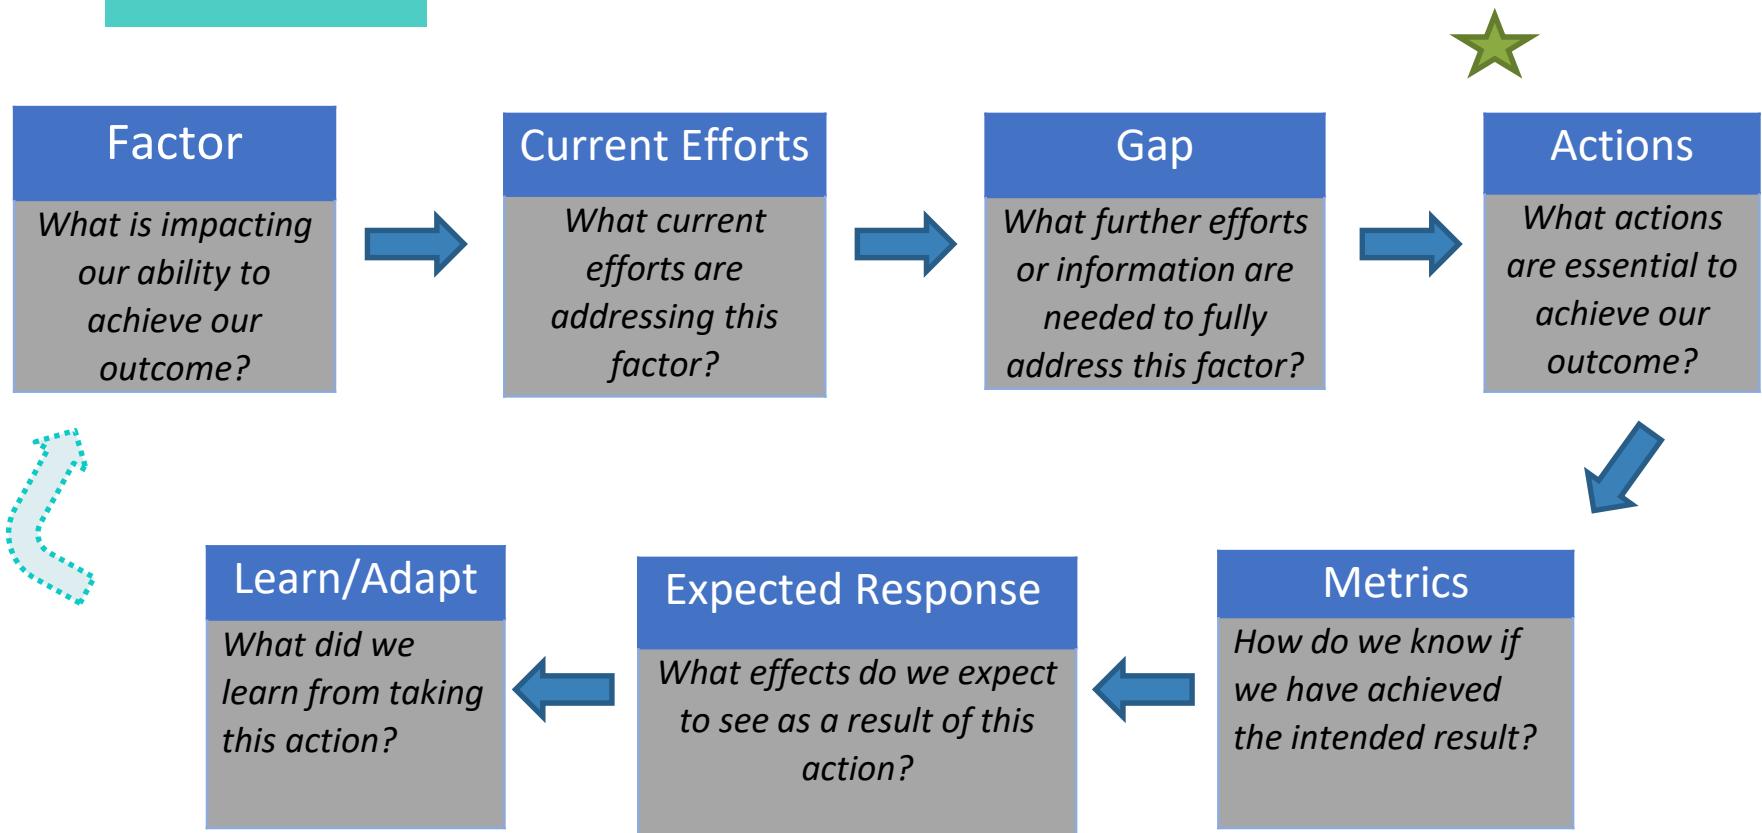 Factor
What is impacting
our ability to
achieve our
outcome?
Current Efforts
What current
efforts are
addressing this
factor?
Gap
What further efforts
or information are
needed to fully
address this factor?
Actions
What actions
are essential to
achieve our
outcome?
Learn/Adapt
What did we
learn from taking
this action?
Expected Response
What effects do we expect
to see as a result of this
action?
Metrics
How do we know if
we have achieved
the intended result?